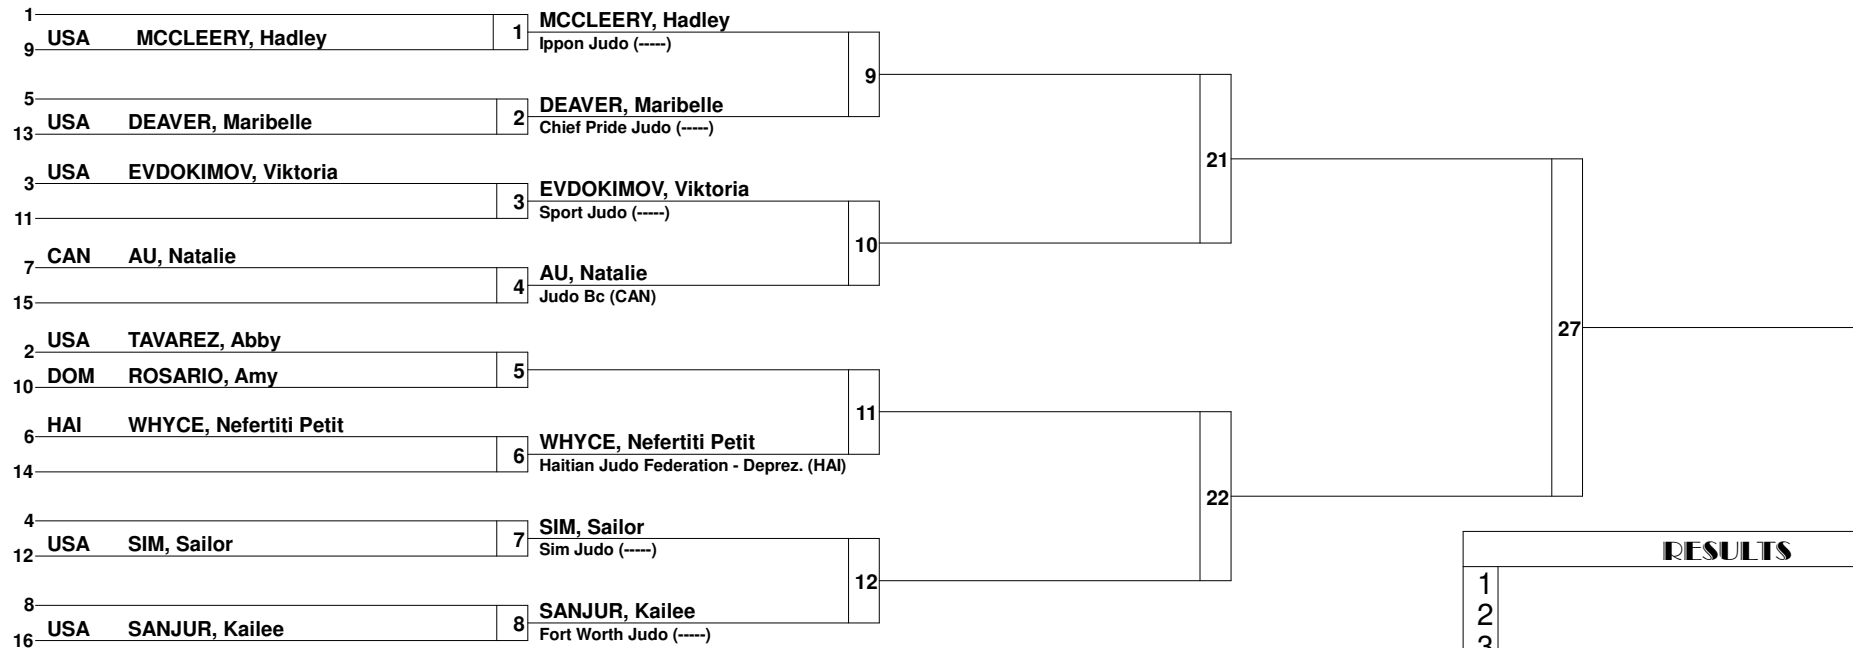 1
USA MCCLEERY, Hadley
9
1
MCCLEERY, Hadley
Ippon Judo (-----)
9
5
USA DEAVER, Maribelle
13
2
DEAVER, Maribelle
Chief Pride Judo (-----)
21
USA EVDOKIMOV, Viktoria
3
11
3
EVDOKIMOV, Viktoria
Sport Judo (-----)
10
CAN AU, Natalie
7
15
4
AU, Natalie
Judo Bc (CAN)
27
USA TAVAREZ, Abby
2
DOM ROSARIO, Amy
10
5
11
HAI WHYCE, Nefertiti Petit
6
14
6
WHYCE, Nefertiti Petit
Haitian Judo Federation - Deprez. (HAI)
22
4
USA SIM, Sailor
12
7
SIM, Sailor
Sim Judo (-----)
12
8
USA SANJUR, Kailee
16
8
SANJUR, Kailee
Fort Worth Judo (-----)
RESULTS
1
2
3